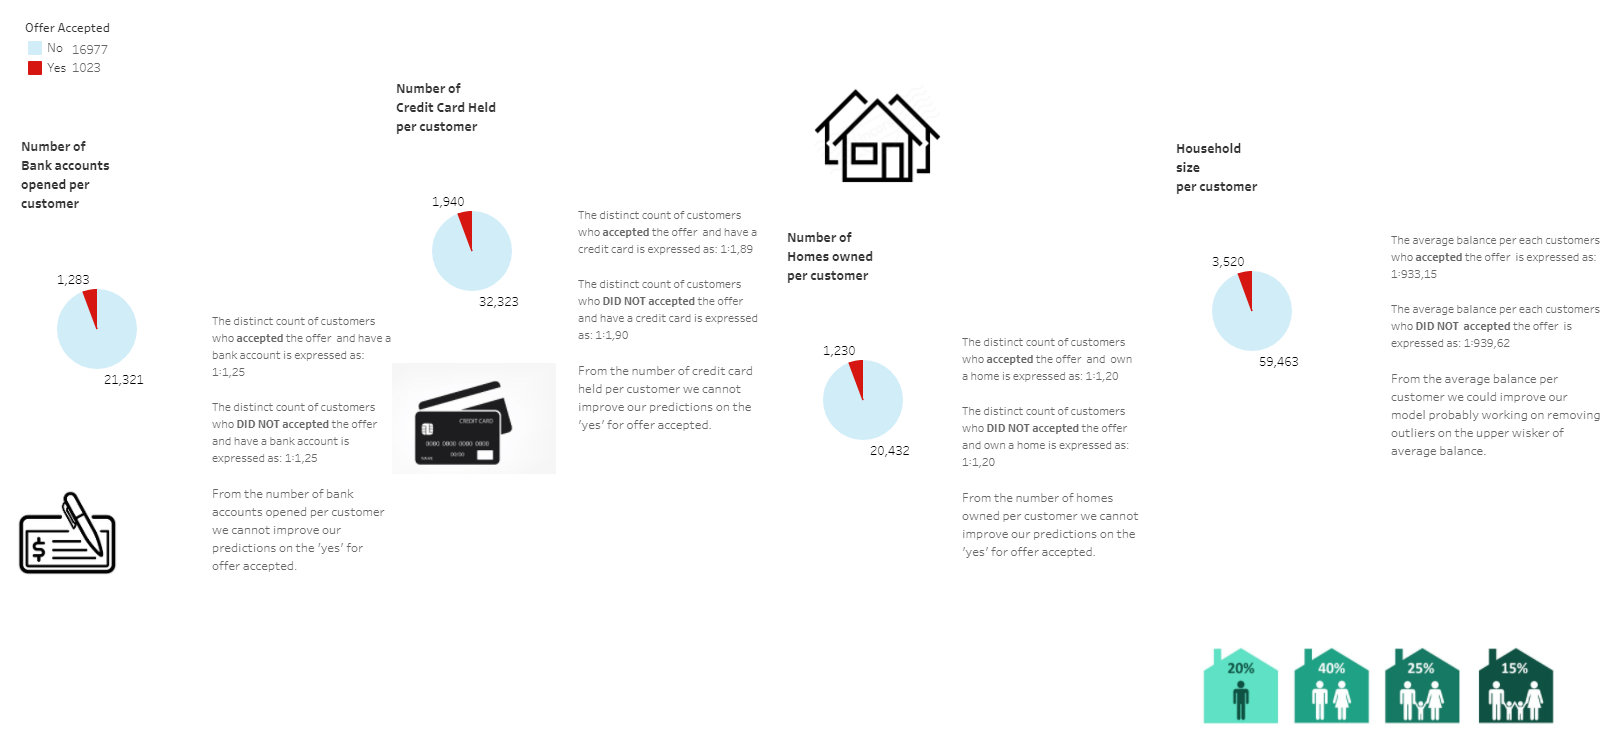 Offer Accepted
No 16977
Yes 1023
Number of
Bank accounts
opened per
customer
1,283
21,321
The distinct count of customers
who accepted the offer and have a
bank account is expressed as:
1:1,25
The distinct count of customers
who DID NOT accepted the offer
and have a bank account is
expressed as: 1:1,25
From the number of bank
accounts opened per customer
we cannot improve our
predictions on the 'yes' for
offer accepted.
$
Number of
Credit Card Held
per customer
1,940
32,323
The distinct count of customers
who accepted the offer and have a
credit card is expressed as: 1:1,89
The distinct count of customers
who DID NOT accepted the offer
and have a credit card is expressed
as: 1:1,90
From the number of credit card
held per customer we cannot
improve our predictions on the
'yes' for offer accepted.
CREDIT CARD
0000 0000 0000 0000
Number of
Homes owned
per customer
1,230
20,432
The distinct count of customers
who accepted the offer and own
a home is expressed as: 1:1,20
The distinct count of customers
who DID NOT accepted the offer
and own a home is expressed as:
1:1,20
From the number of homes
owned per customer we cannot
improve our predictions on the
'yes' for offer accepted.
Household
size
per customer
3,520
59,463
The average balance per each customers
who accepted the offer is expressed as:
1:933,15
The average balance per each customers
who DID NOT accepted the offer is
expressed as: 1:939,62
From the average balance per
customer we could improve our
model probably working on removing
outliers on the upper wisker of
average balance.
20% 40% 25% 15%